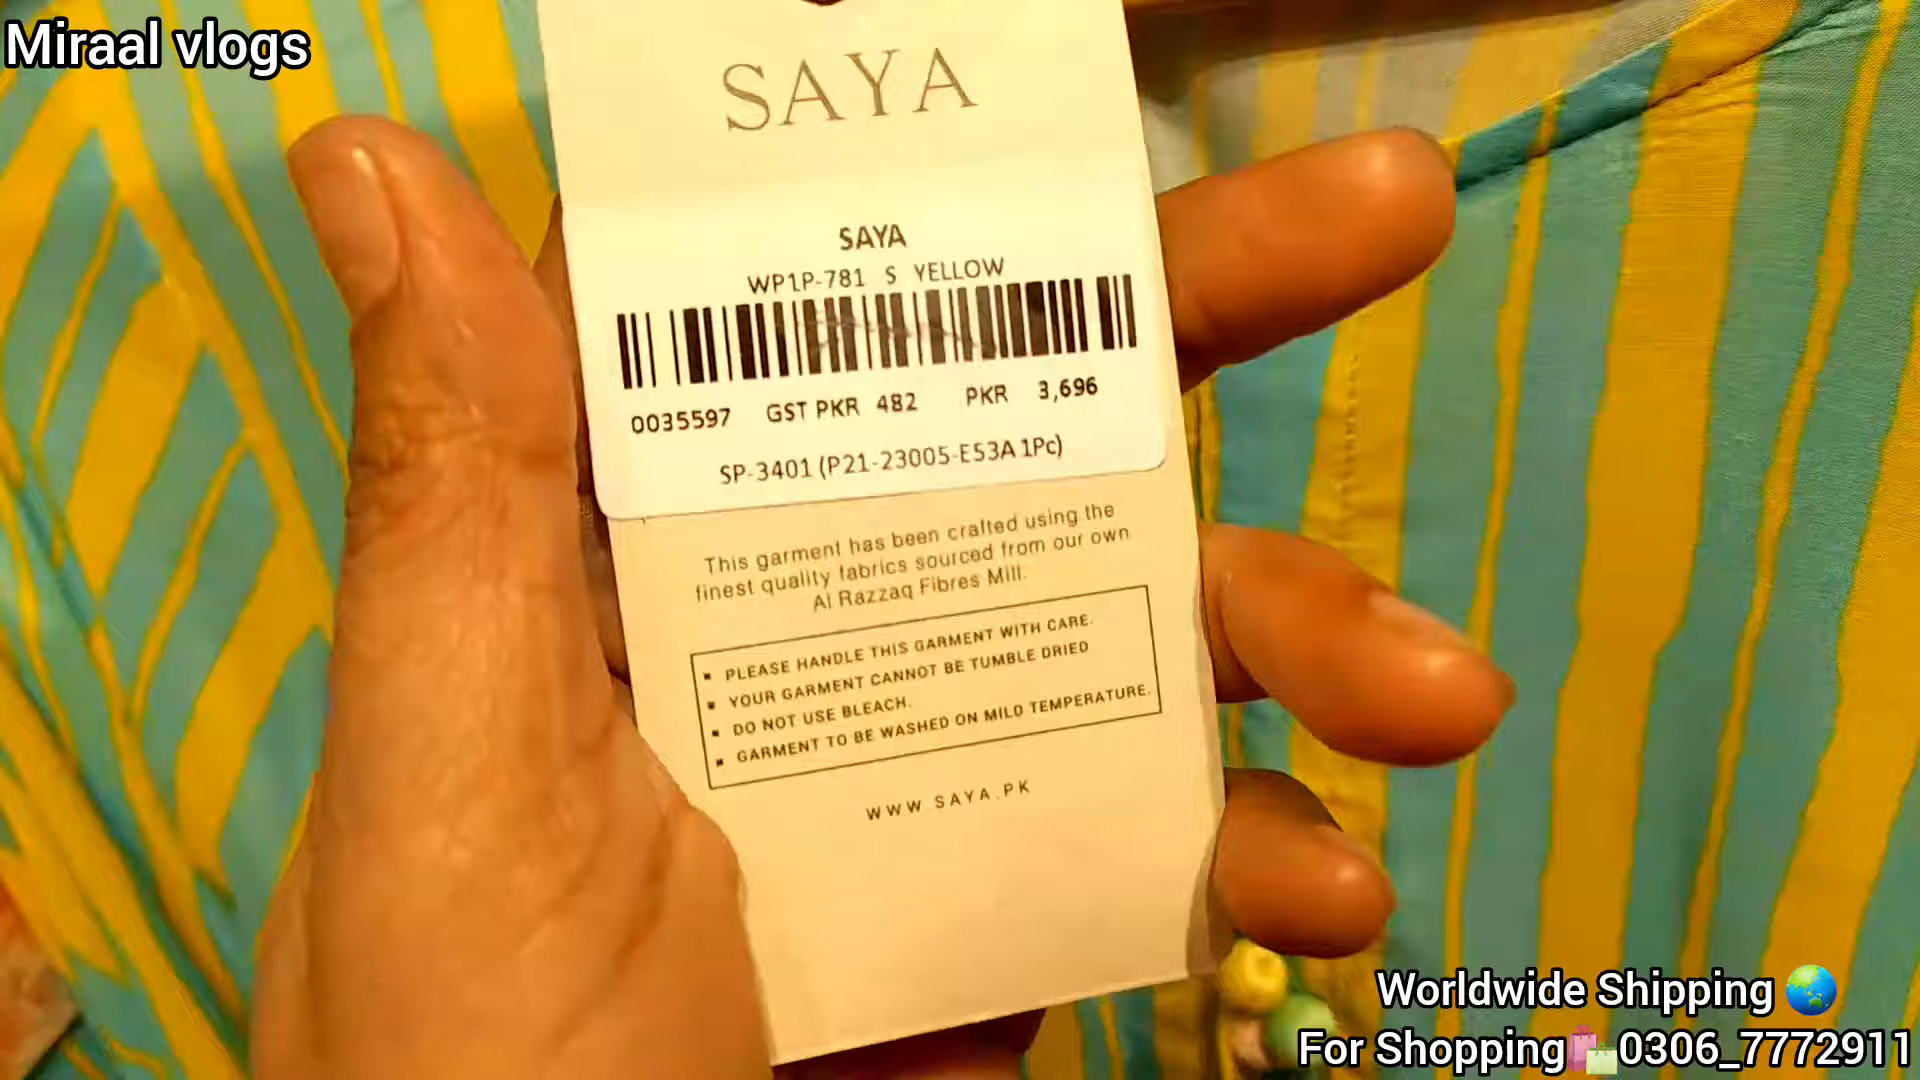 Miraal vlogs
SAYA
SAYA
WP1P-781 S YELLOW
0035597 GST PKR 482 PKR 3,696
SP-3401 (P21-23005-E53A 1Pc)
This garment has been crafted using the
finest quality fabrics sourced from our own
Al Razzaq Fibres Mill.
▪ PLEASE HANDLE THIS GARMENT WITH CARE.
▪ YOUR GARMENT CANNOT BE TUMBLE DRIED
▪ DO NOT USE BLEACH.
▪ GARMENT TO BE WASHED ON MILD TEMPERATURE.
WWW.SAYA.PK
Worldwide Shipping 🌏
For Shopping🛍️0306_7772911